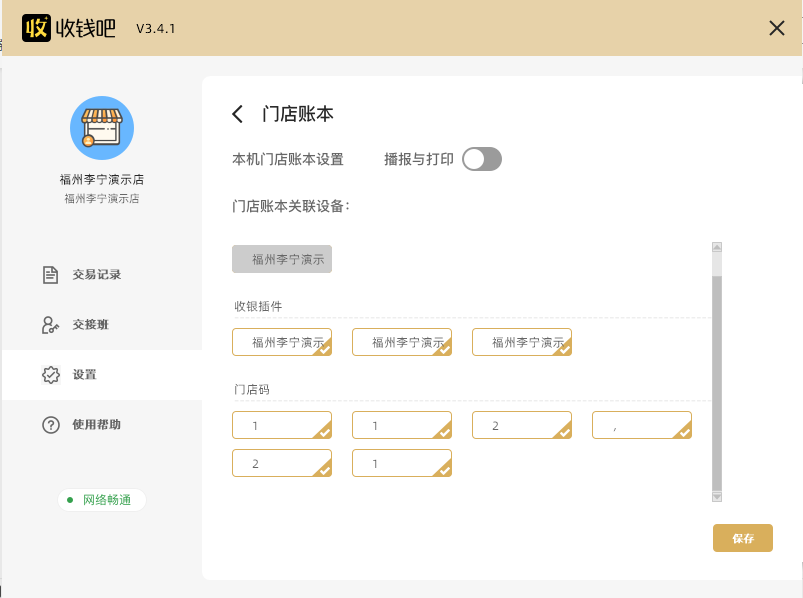 收 收钱吧 V3.4.1
福州李宁演示店
福州李宁演示店
交易记录
交接班
设置
使用帮助
网络畅通
门店账本
本机门店账本设置 播报与打印
门店账本关联设备：
福州李宁演示
收银插件
福州李宁演示 福州李宁演示 福州李宁演示
门店码
1 1 2 ,
2 1
保存